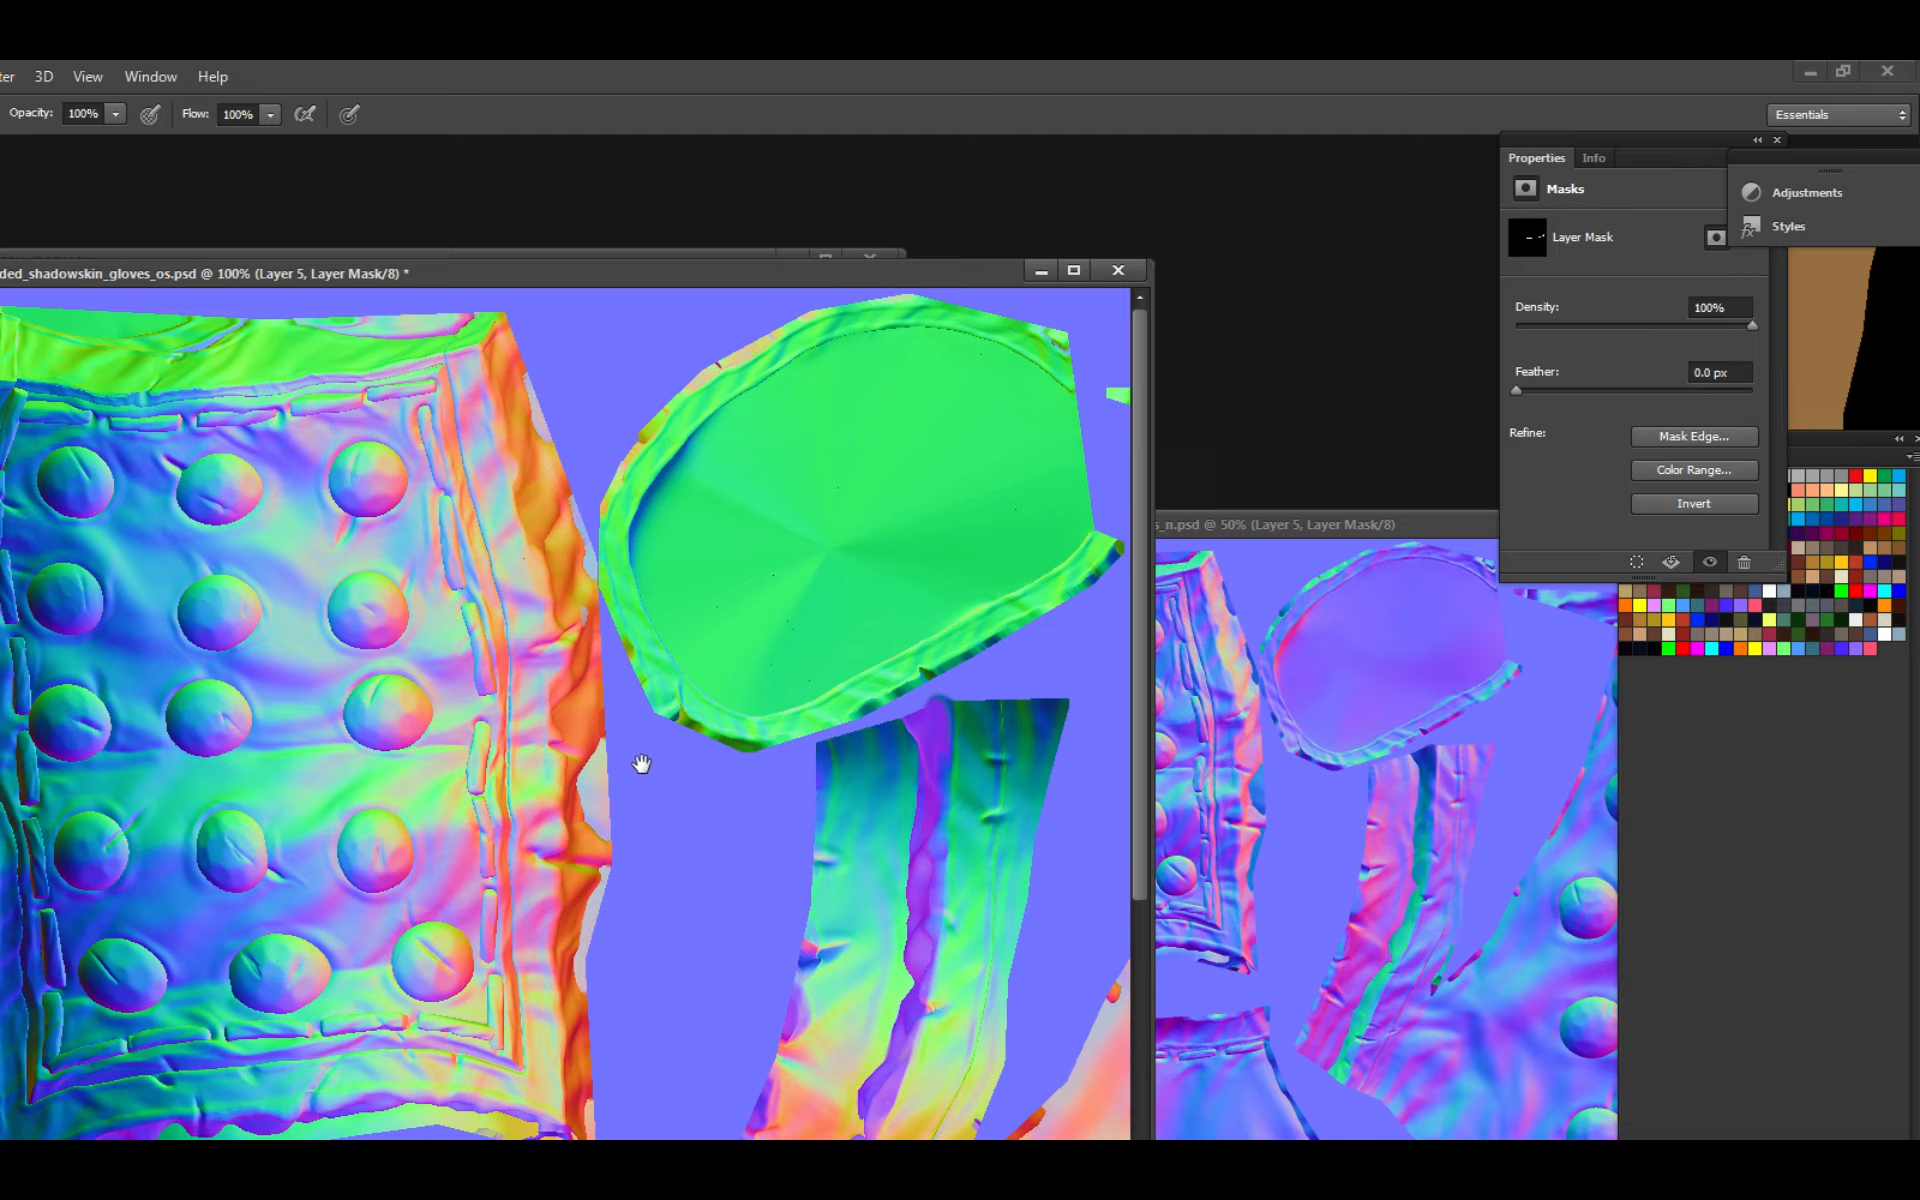 ter 3D View Window Help
Opacity: 100% Flow: 100% Essentials
Properties Info
Masks
Adjustments
Styles
Layer Mask
ded_shadowskin_gloves_os.psd @ 100% (Layer 5, Layer Mask/8) *
Density: 100%
Feather: 0.0 px
Refine: Mask Edge...
Color Range...
Invert
s_n.psd @ 50% (Layer 5, Layer Mask/8)